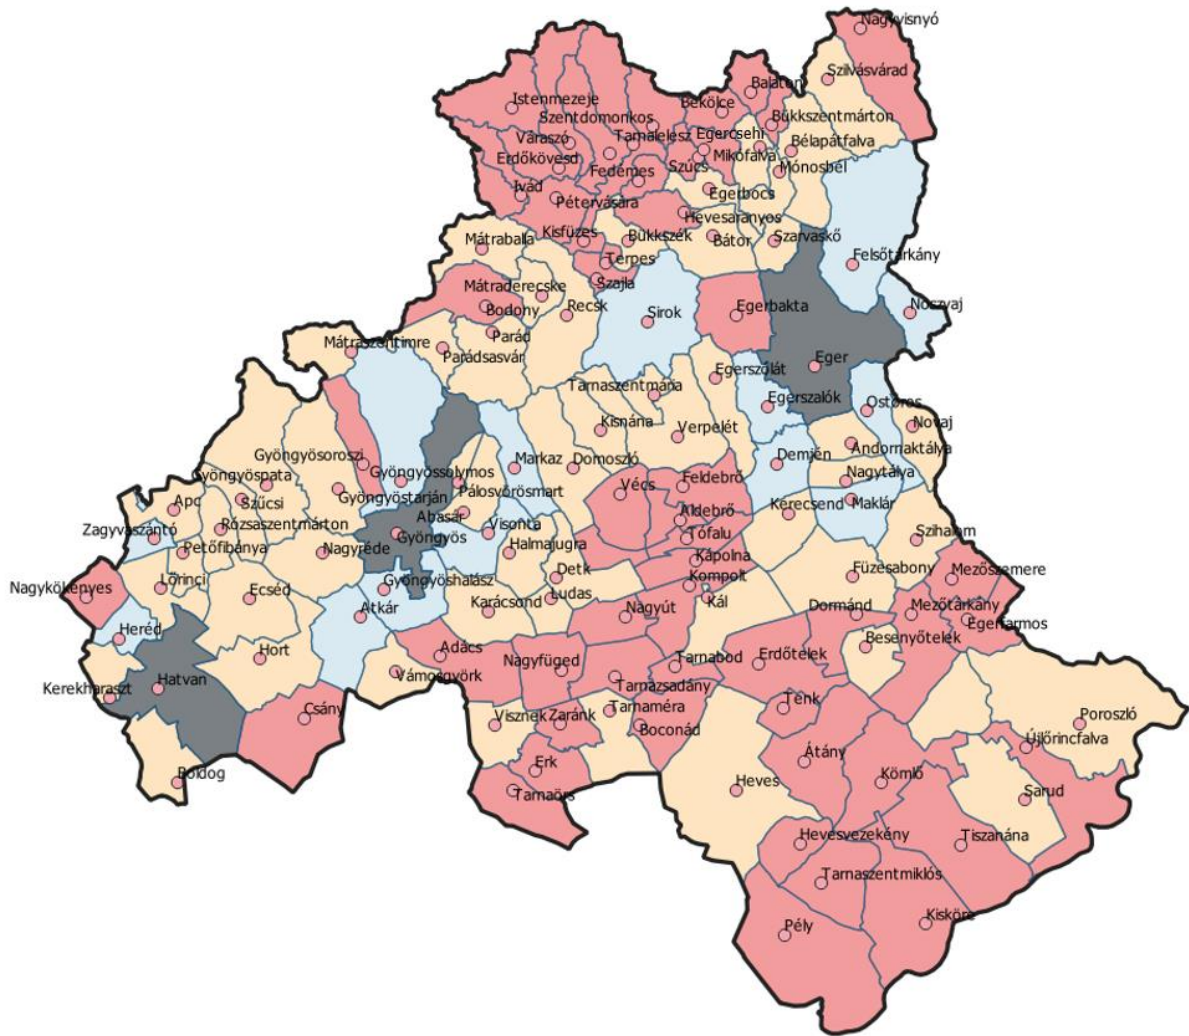 Nagyvisnyó
Szilvásvárad
Balaton
Istenmezeje
Bekölce
Szentdomonkos
Bükkszentmárton
Váraszó
Tarnalelesz
Egercsehi
Bélapátfalva
Erdőkövesd
Mikófalva
Szúcs
Fedémes
Mónosbél
Ivád
Egerbocs
Pétervására
Hevesaranyos
Kisfüzes
Bükkszék
Bátor
Szarvaskő
Mátraballa
Terpes
Felsőtárkány
Szajla
Mátraderecske
Bodony
Recsk
Sirok
Egerbakta
Noszvaj
Parád
Mátraszentimre
Parádsasvár
Eger
Egerszólát
Tarnaszentmária
Egerszalók
Ostoros
Kisnána
Verpelét
Novaj
Andornaktálya
Gyöngyösoroszi
Markaz
Domoszló
Demjén
Gyöngyöspata
Gyöngyössolymos
Feldebrő
Nagytálya
Gyöngyöstarján
Pálosvörösmart
Vécs
Apc
Szűcsi
Kerecsend
Maklár
Abasár
Aldebrő
Zagyvaszántó
Rózsaszentmárton
Visonta
Gyöngyös
Tófalu
Szihalom
Petőfibánya
Nagyréde
Halmajugra
Kápolna
Detk
Kompolt
Füzesabony
Mezőszemere
Nagykökényes
Lőrinci
Ecséd
Gyöngyöshalász
Ludas
Kál
Atkár
Karácsond
Nagyút
Dormánd
Mezőtárkány
Egerfarmos
Heréd
Besenyőtelek
Hort
Adács
Nagyfüged
Tarnabod
Erdőtelek
Vámosgyörk
Tarnazsadány
Kerekharaszt
Hatvan
Csány
Visznek
Zaránk
Tarnaméra
Boconád
Tenk
Poroszló
Újlőrincfalva
Átány
Erk
Boldog
Heves
Kömlő
Tarnaörs
Sarud
Hevesvezekény
Tiszanána
Tarnaszentmiklós
Kisköre
Pély